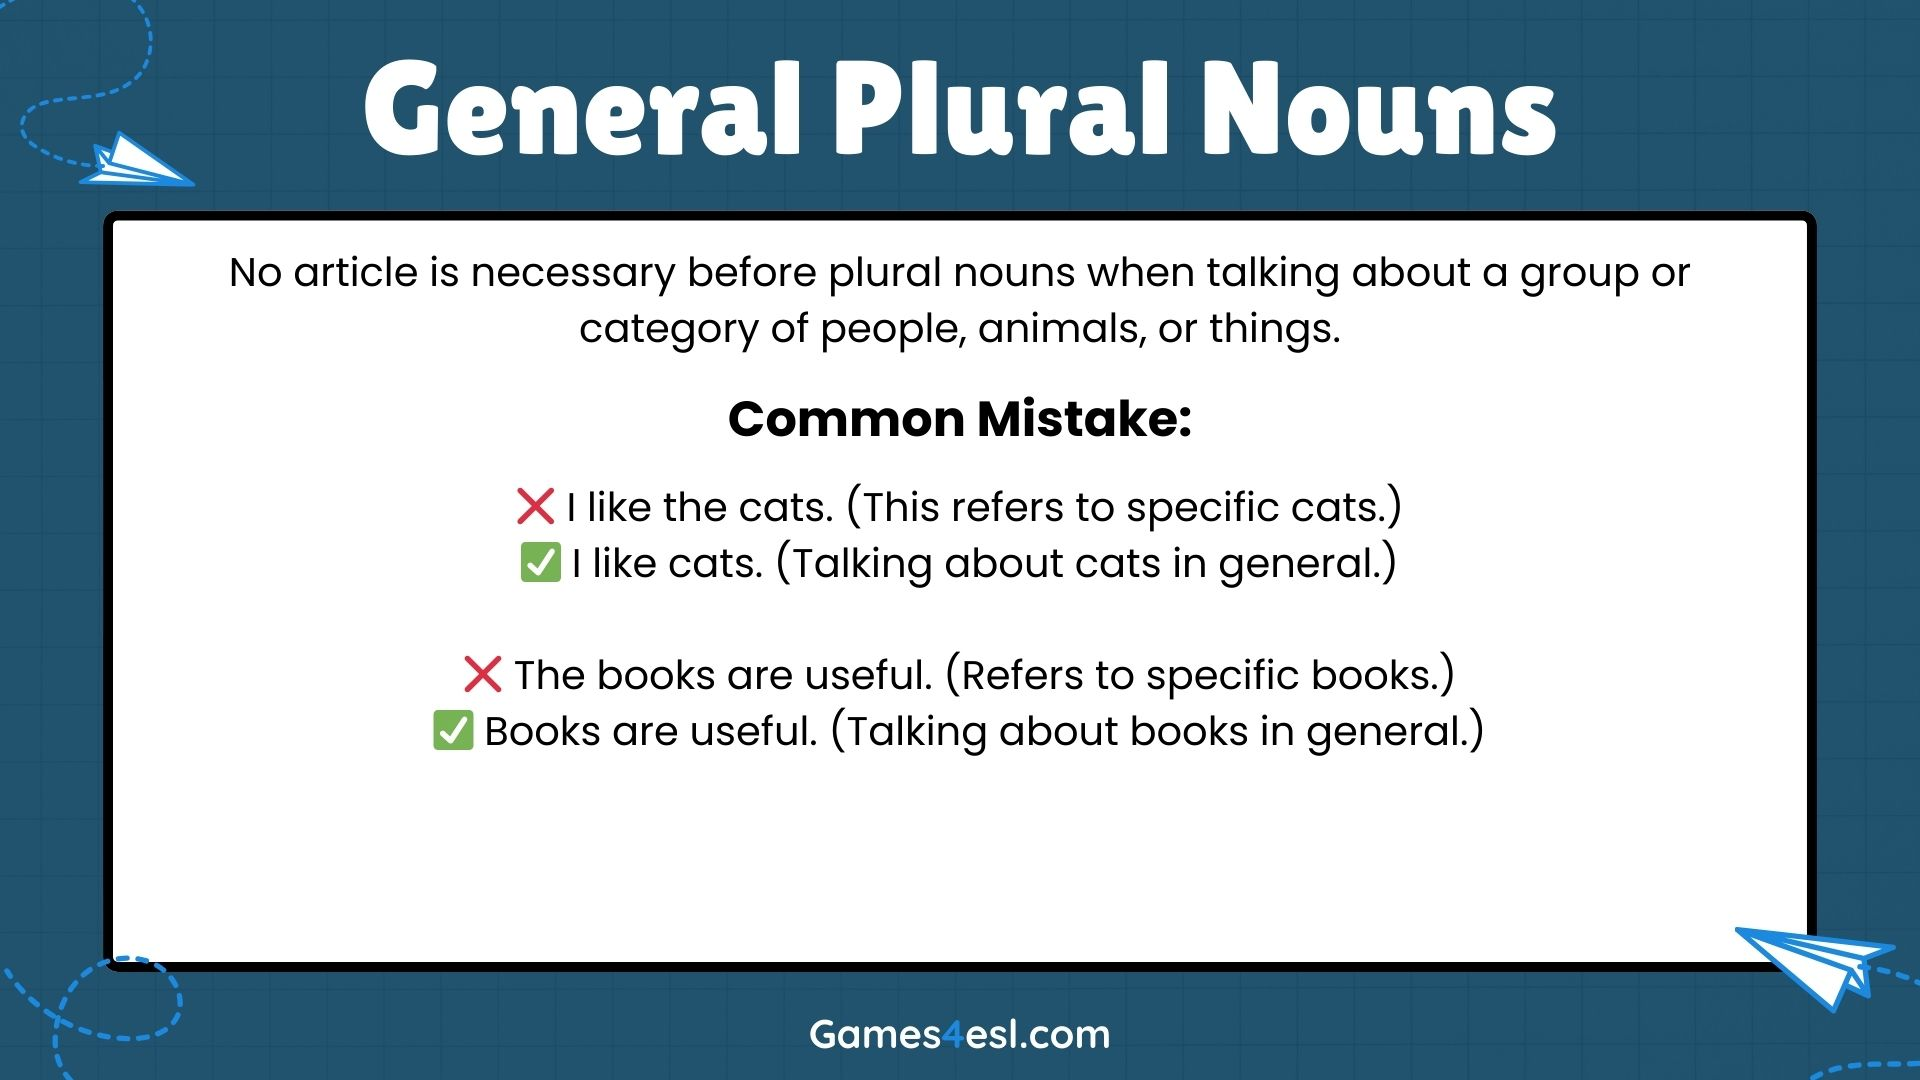 General Plural Nouns
No article is necessary before plural nouns when talking about a group or
category of people, animals, or things.
Common Mistake:
❌ I like the cats. (This refers to specific cats.)
✅ I like cats. (Talking about cats in general.)
❌ The books are useful. (Refers to specific books.)
✅ Books are useful. (Talking about books in general.)
Games4esl.com